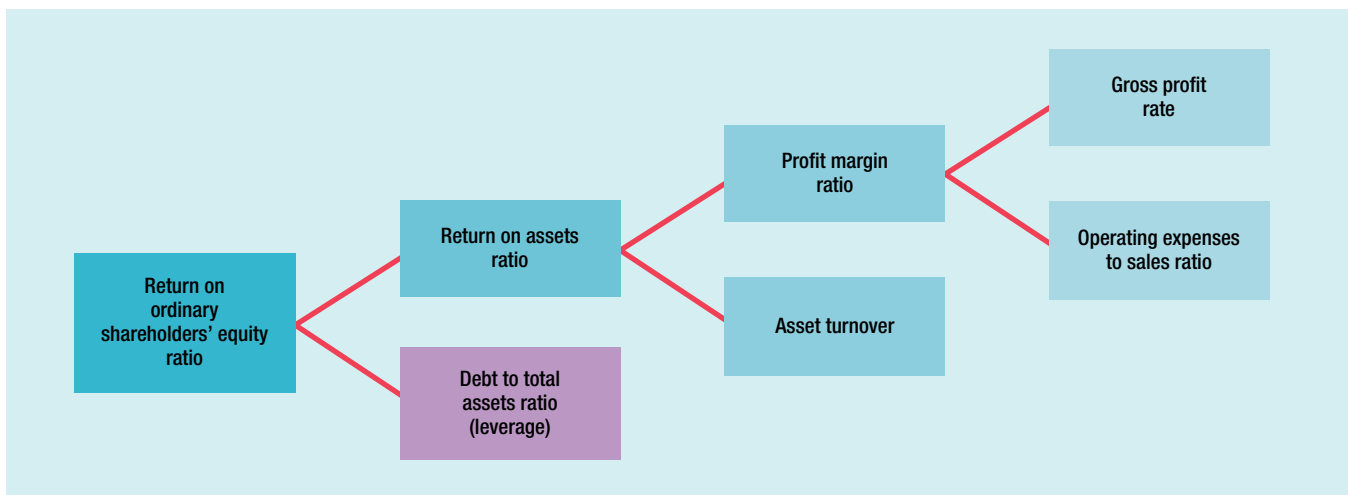 Return on
ordinary
shareholders’ equity
ratio
Return on assets
ratio
Debt to total
assets ratio
(leverage)
Profit margin
ratio
Asset turnover
Gross profit
rate
Operating expenses
to sales ratio